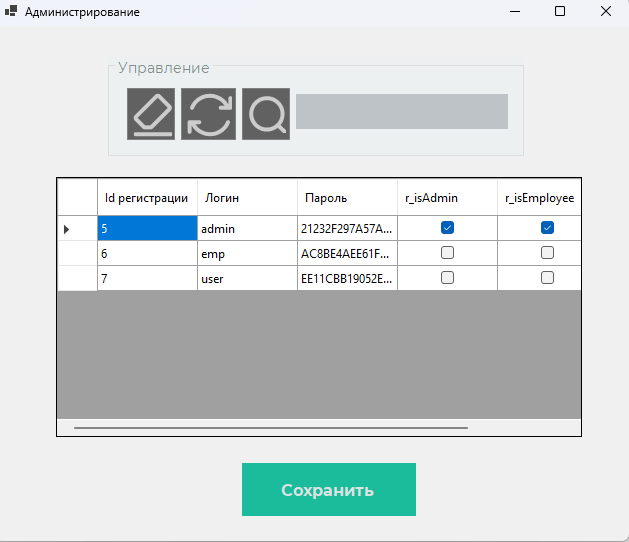 Администрирование
Управление
Id регистрации Логин Пароль r_isAdmin r_isEmployee
5 admin 21232F297A57A...
6 emp AC8BE4AEE61F...
7 user EE11CBB19052E...
Сохранить